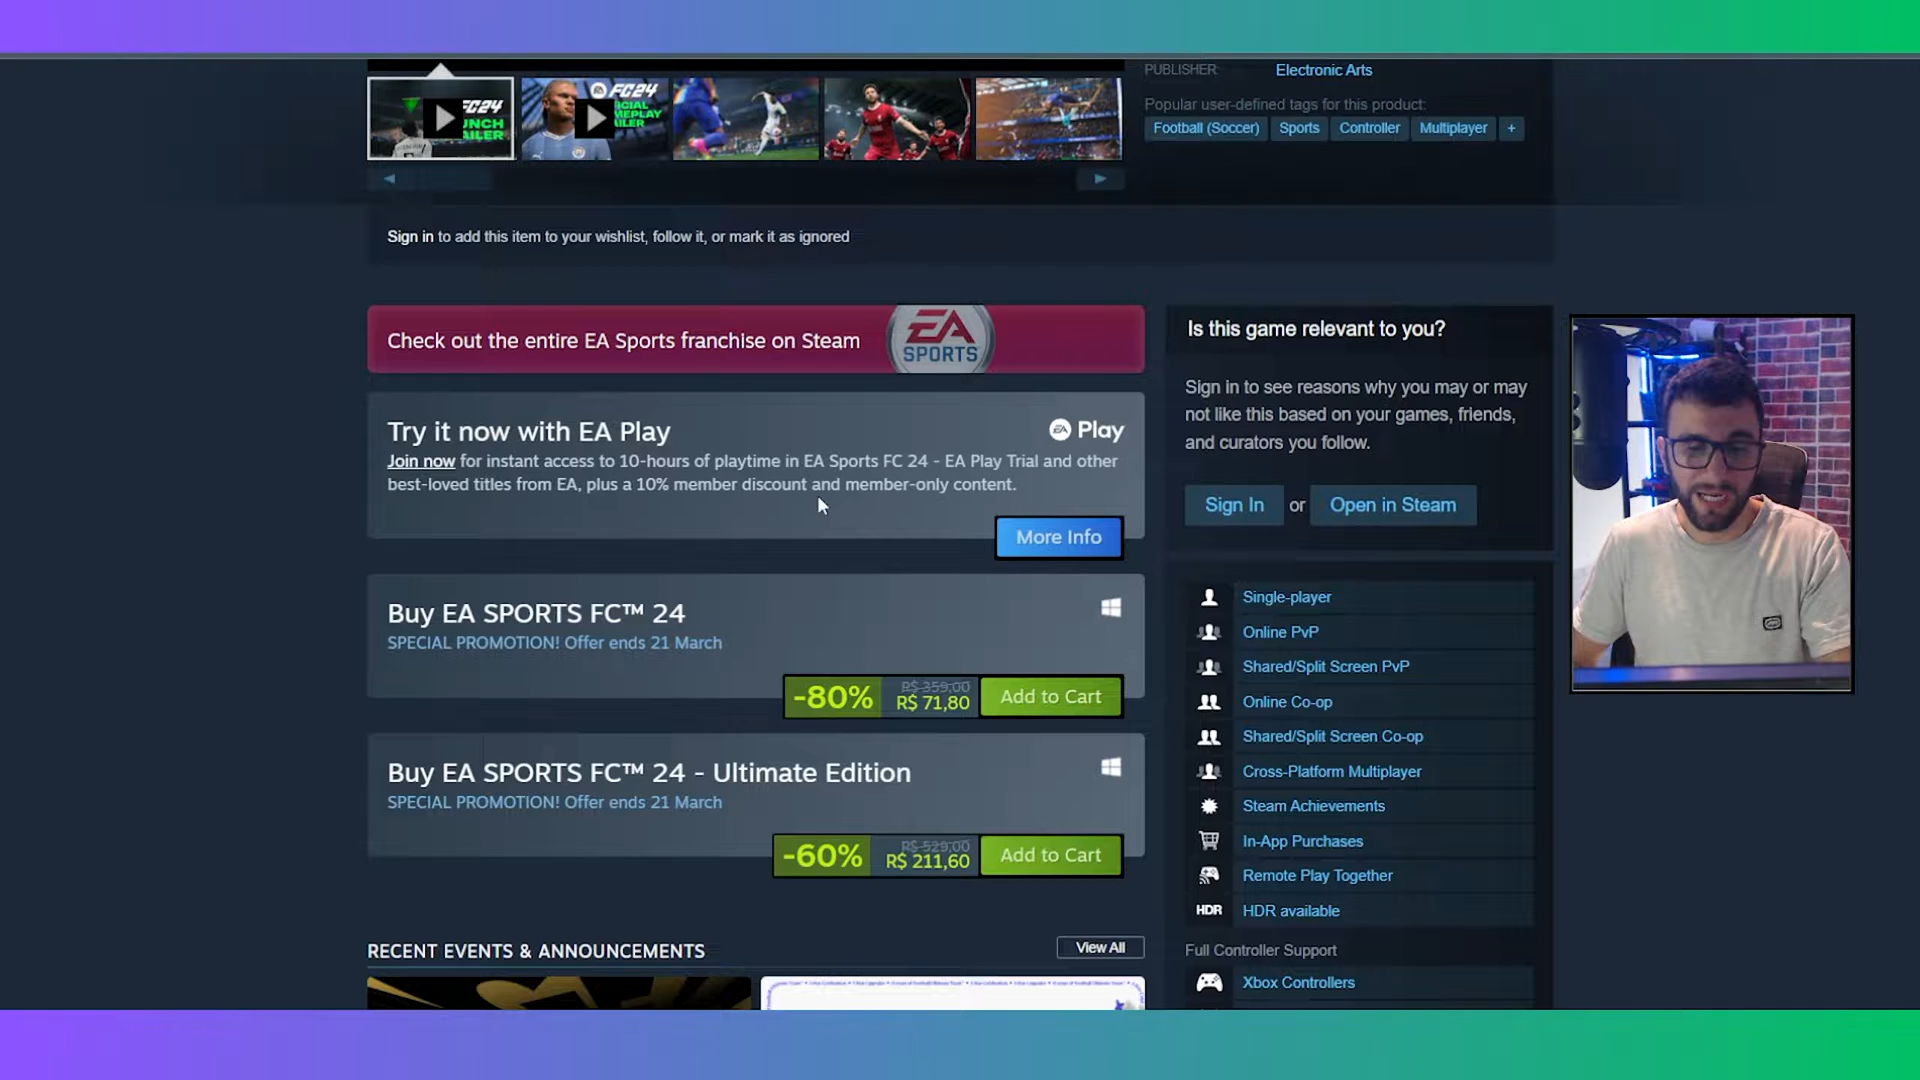 PUBLISHER: Electronic Arts
Popular user-defined tags for this product:
Football (Soccer) Sports Controller Multiplayer +
FC24
FC24
Sign in to add this item to your wishlist, follow it, or mark it as ignored
Check out the entire EA Sports franchise on Steam
EA SPORTS
Try it now with EA Play
EA Play
Join now for instant access to 10-hours of playtime in EA Sports FC 24 - EA Play Trial and other
best-loved titles from EA, plus a 10% member discount and member-only content.
More Info
Buy EA SPORTS FC™ 24
SPECIAL PROMOTION! Offer ends 21 March
-80% R$ 359,00
R$ 71,80
Add to Cart
Buy EA SPORTS FC™ 24 - Ultimate Edition
SPECIAL PROMOTION! Offer ends 21 March
-60% R$ 529,00
R$ 211,60
Add to Cart
RECENT EVENTS & ANNOUNCEMENTS
View All
Is this game relevant to you?
Sign in to see reasons why you may or may
not like this based on your games, friends,
and curators you follow.
Sign In or Open in Steam
Single-player
Online PvP
Shared/Split Screen PvP
Online Co-op
Shared/Split Screen Co-op
Cross-Platform Multiplayer
Steam Achievements
In-App Purchases
Remote Play Together
HDR HDR available
Full Controller Support
Xbox Controllers